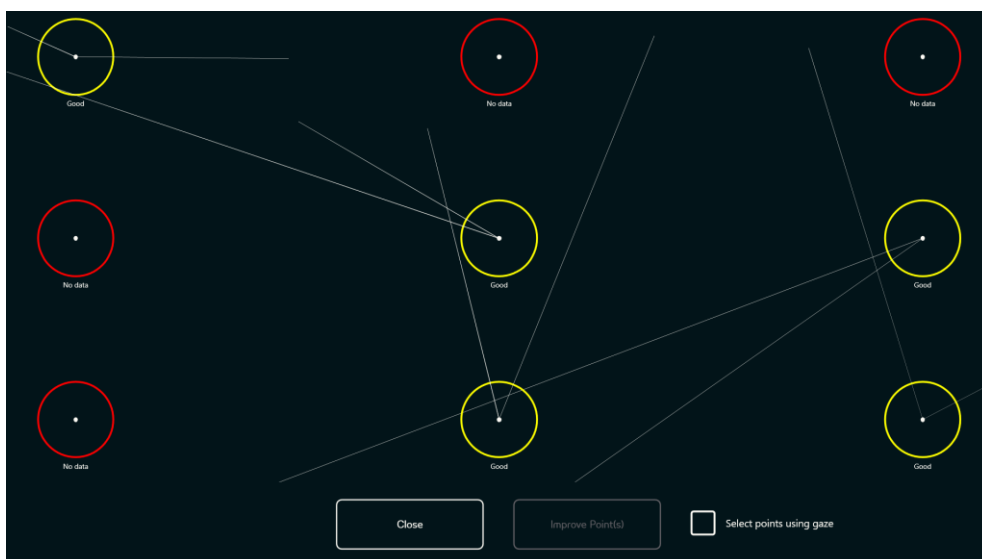 Good
No data
No data
No data
Good
Good
No data
Good
Good
Close
Improve Point(s)
Select points using gaze